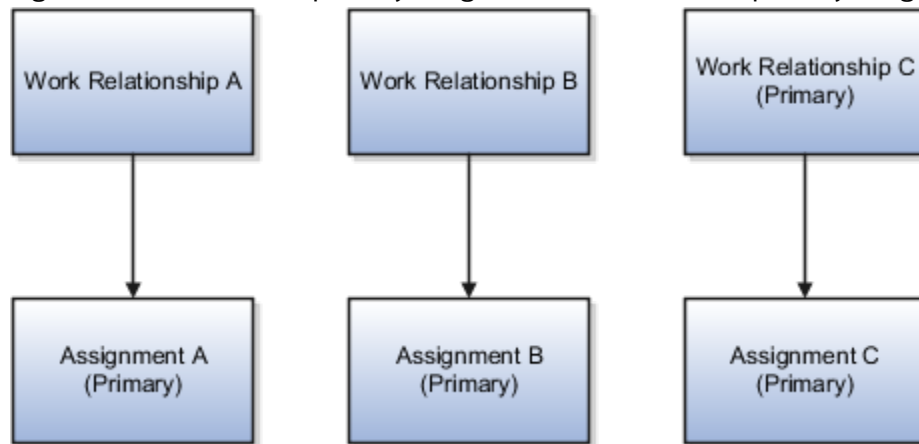 Work Relationship A
Work Relationship B
Work Relationship C
(Primary)
Assignment A
(Primary)
Assignment B
(Primary)
Assignment C
(Primary)